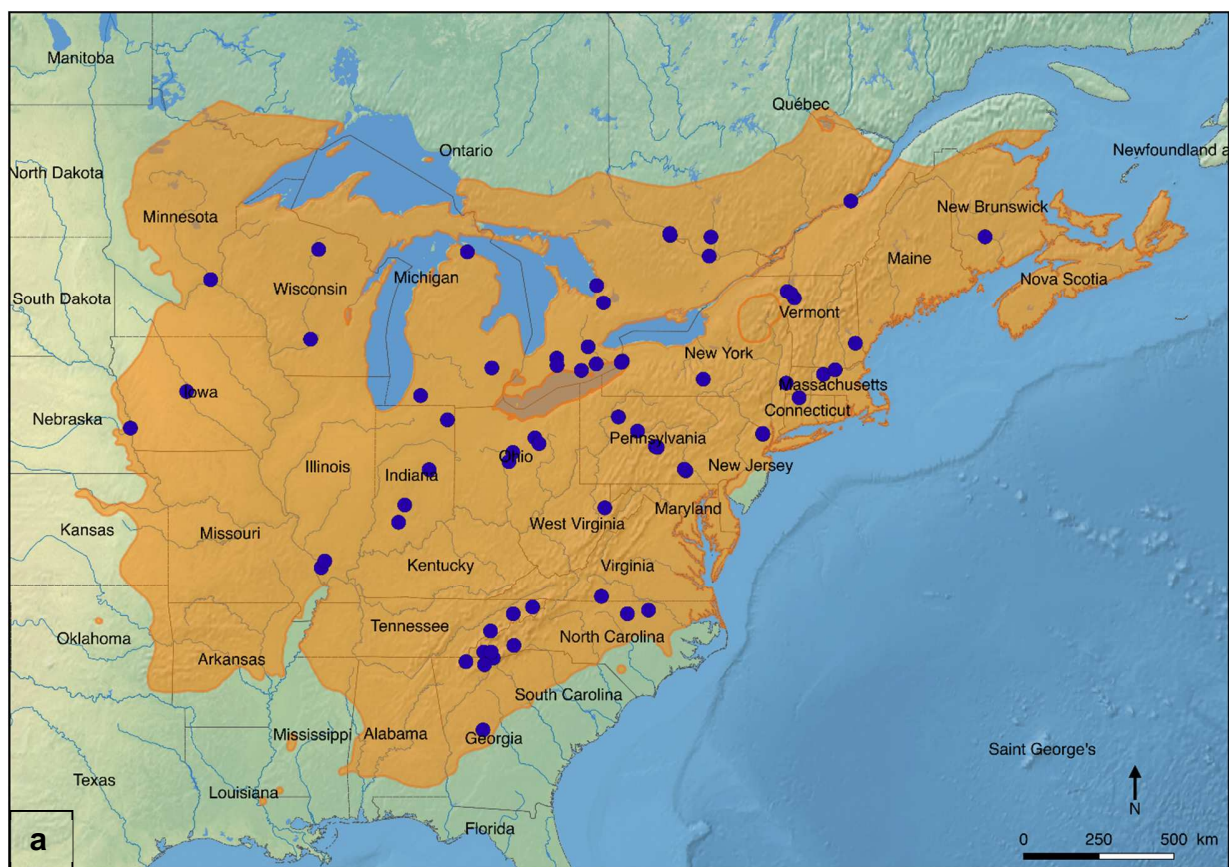 Manitoba
Québec
Ontario
Newfoundland a
North Dakota
Minnesota
New Brunswick
Maine
Michigan
Nova Scotia
Wisconsin
South Dakota
Vermont
New York
Massachusetts
Iowa
Connecticut
Nebraska
Pennsylvania
Ohio
Illinois
New Jersey
Indiana
Maryland
West Virginia
Kansas
Missouri
Kentucky
Virginia
Tennessee
North Carolina
Oklahoma
Arkansas
South Carolina
Mississippi
Alabama
Georgia
Saint George's
Texas
Louisiana
N
Florida
a
0 250 500 km